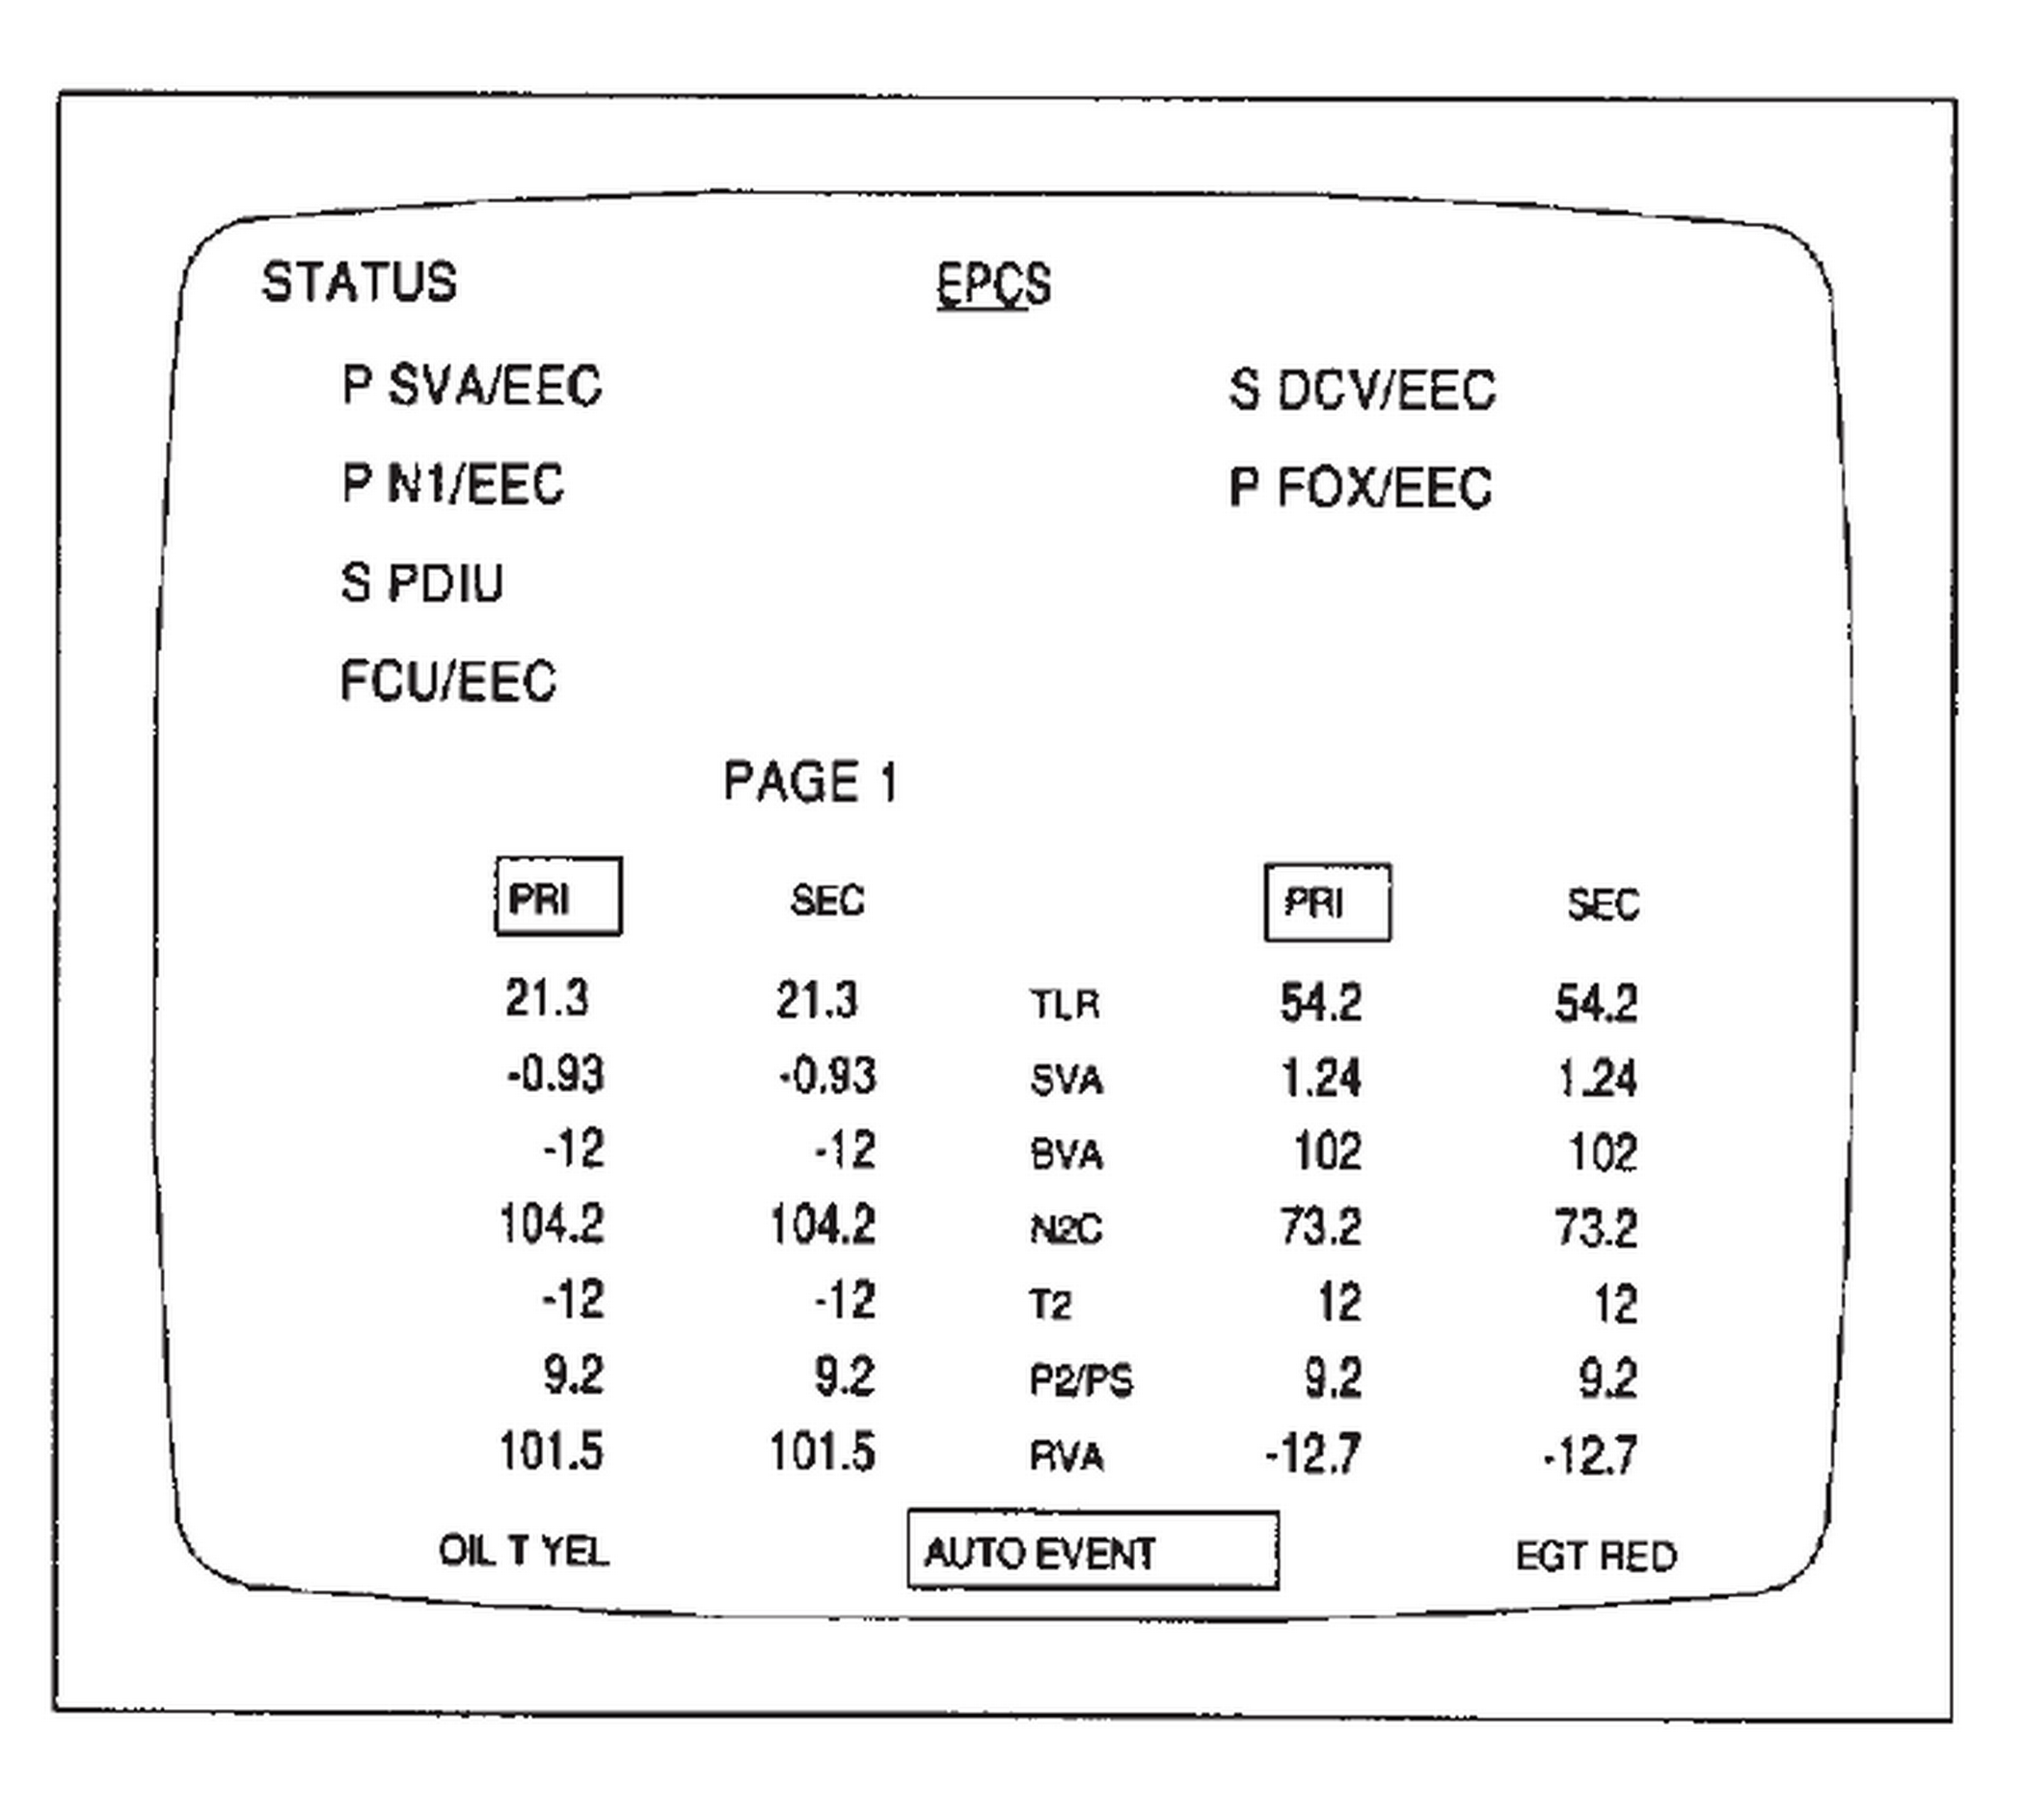 STATUS EPCS
P SVA/EEC S DCV/EEC
P N1/EEC P FOX/EEC
S PDIU
FCU/EEC
PAGE 1
PRI SEC PRI SEC
21.3 21.3 TLR 54.2 54.2
-0.93 -0.93 SVA 1.24 1.24
-12 -12 BVA 102 102
104.2 104.2 N2C 73.2 73.2
-12 -12 T2 12 12
9.2 9.2 P2/PS 9.2 9.2
101.5 101.5 RVA -12.7 -12.7
OIL T YEL AUTO EVENT EGT RED